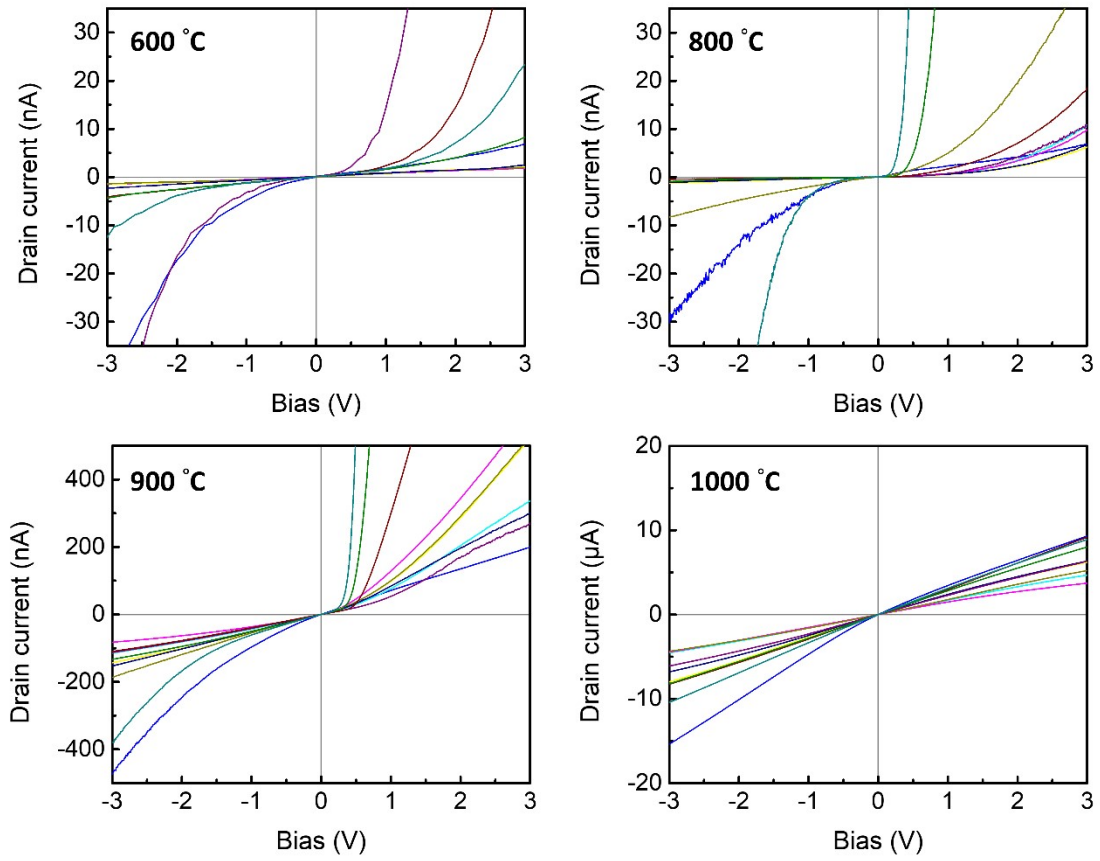 600 °C
Drain current (nA)
30
20
10
0
-10
-20
-30
-3 -2 -1 0 1 2 3
Bias (V)
800 °C
Drain current (nA)
30
20
10
0
-10
-20
-30
-3 -2 -1 0 1 2 3
Bias (V)
900 °C
Drain current (nA)
400
200
0
-200
-400
-3 -2 -1 0 1 2 3
Bias (V)
1000 °C
Drain current (µA)
20
10
0
-10
-20
-3 -2 -1 0 1 2 3
Bias (V)